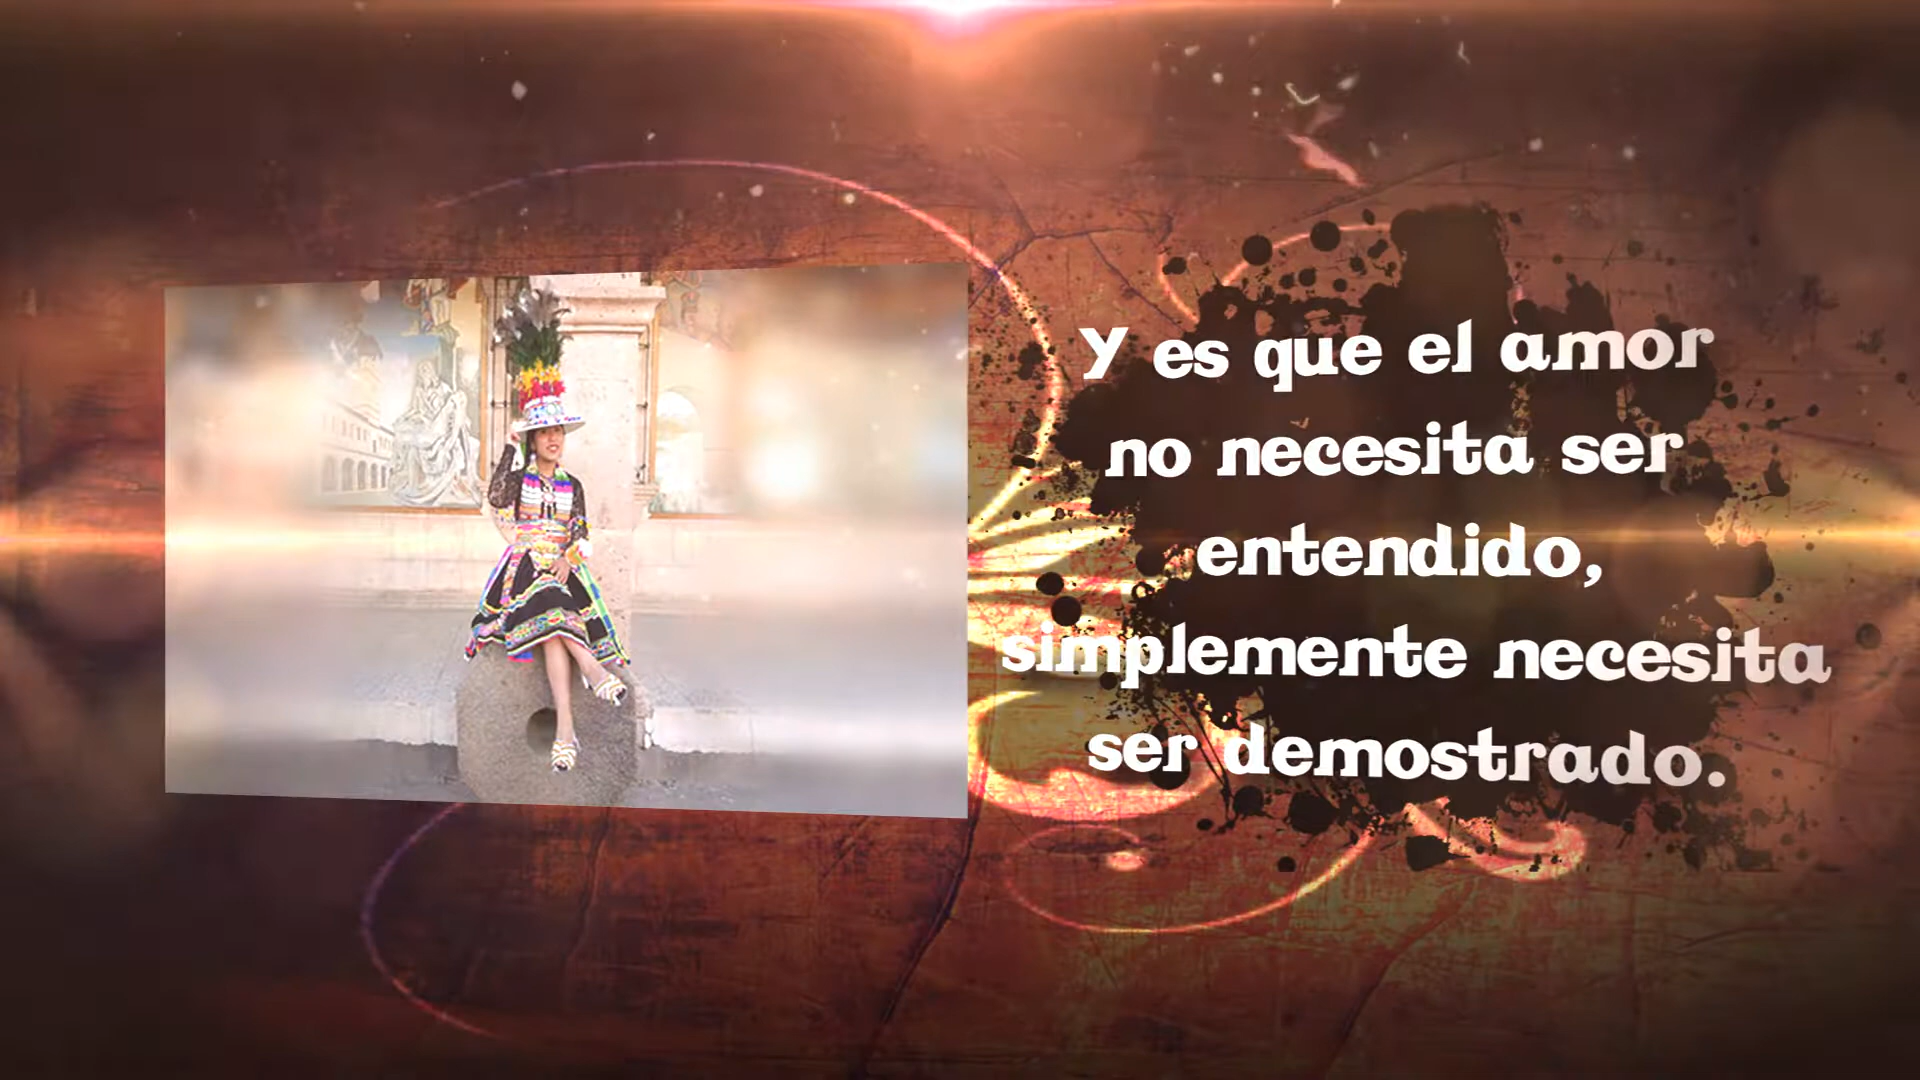 Y es que el amor
no necesita ser
entendido,
simplemente necesita
ser demostrado.